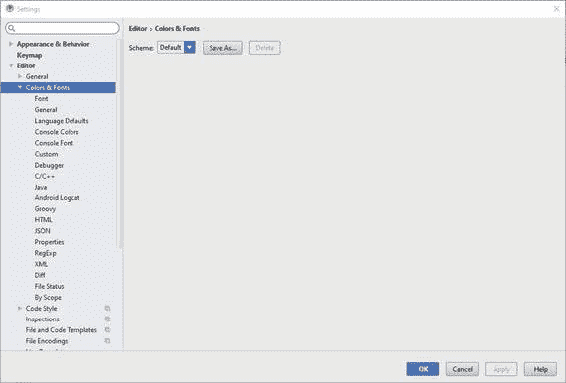 Settings
Appearance & Behavior
Keymap
Editor
General
Colors & Fonts
Font
General
Language Defaults
Console Colors
Console Font
Custom
Debugger
C/C++
Java
Android Logcat
Groovy
HTML
JSON
Properties
RegExp
XML
Diff
File Status
By Scope
Code Style
Inspections
File and Code Templates
File Encodings
Editor › Colors & Fonts
Scheme: Default Save As... Delete
OK Cancel Apply Help